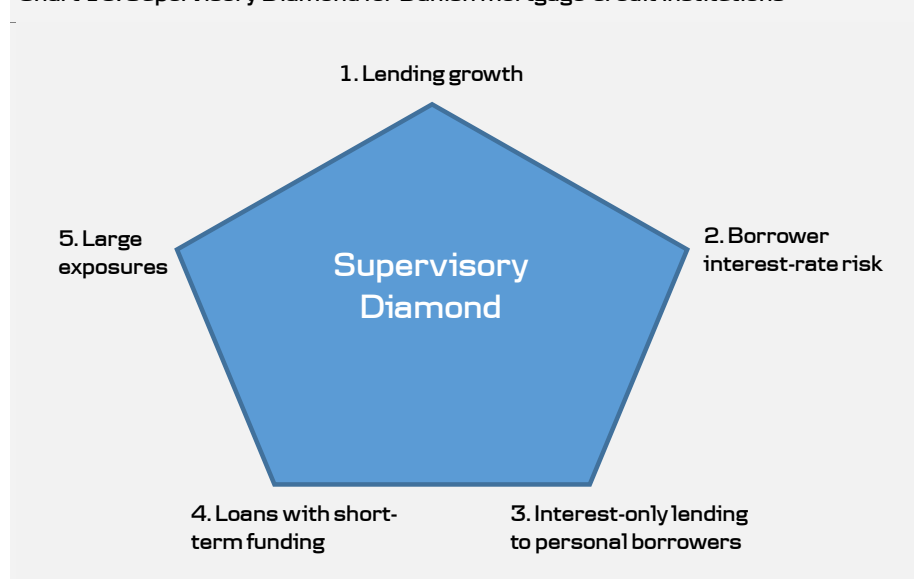 1. Lending growth
2. Borrower
interest-rate risk
3. Interest-only lending
to personal borrowers
4. Loans with short-
term funding
5. Large
exposures
Supervisory
Diamond